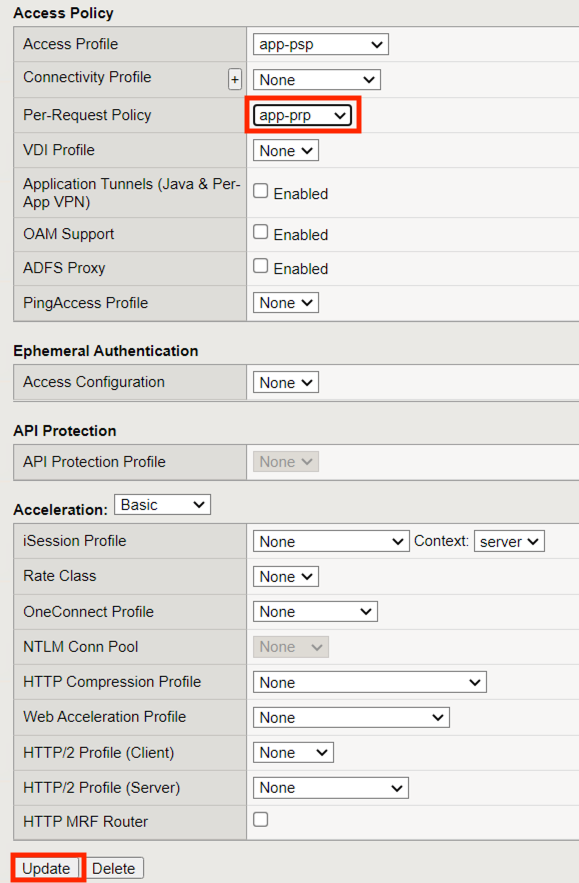 Access Policy
Access Profile app-psp
Connectivity Profile + None
Per-Request Policy app-prp
VDI Profile None
Application Tunnels (Java & Per-
App VPN) Enabled
OAM Support Enabled
ADFS Proxy Enabled
PingAccess Profile None
Ephemeral Authentication
Access Configuration None
API Protection
API Protection Profile None
Acceleration: Basic
iSession Profile None Context: server
Rate Class None
OneConnect Profile None
NTLM Conn Pool None
HTTP Compression Profile None
Web Acceleration Profile None
HTTP/2 Profile (Client) None
HTTP/2 Profile (Server) None
HTTP MRF Router
Update Delete